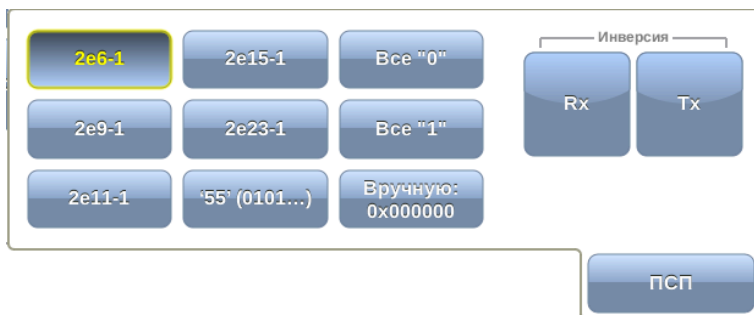 Инверсия
2e6-1 2e15-1 Все "0"
Rx Tx
2e9-1 2e23-1 Все "1"
2e11-1 '55' (0101...) Вручную:
0x000000
ПСП